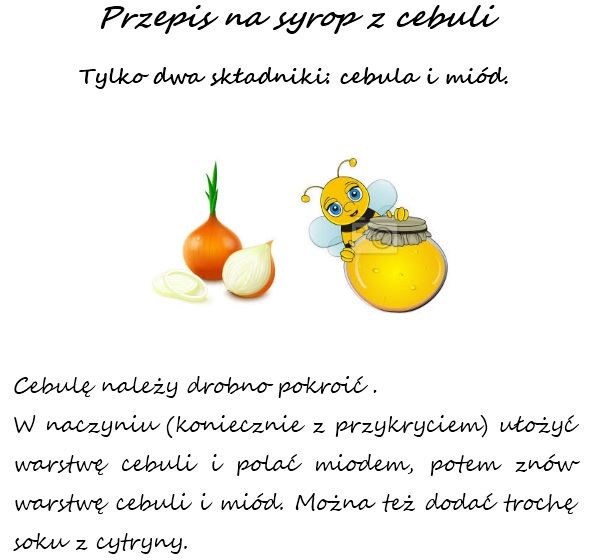 Przepis na syrop z cebuli
Tylko dwa składniki: cebula i miód.
Cebulę należy drobno pokroić .
W naczyniu (koniecznie z przykryciem) ułożyć
warstwę cebuli i polać miodem, potem znów
warstwę cebuli i miód. Można też dodać trochę
soku z cytryny.